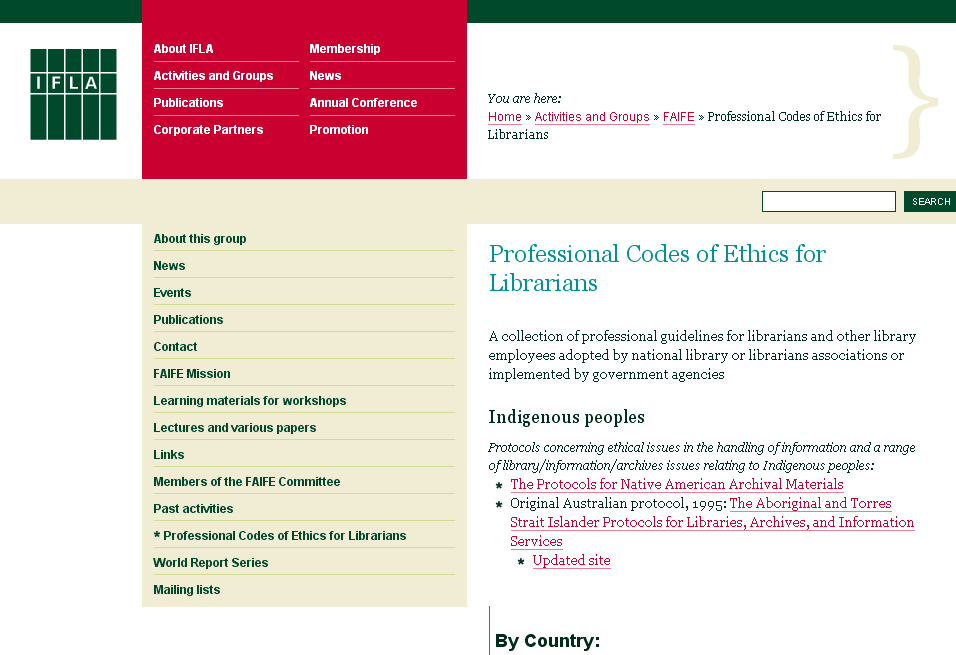 IFLA
About IFLA
Activities and Groups
Publications
Corporate Partners
Membership
News
Annual Conference
Promotion
You are here:
Home » Activities and Groups » FAIFE » Professional Codes of Ethics for
Librarians
}
SEARCH
About this group
News
Events
Publications
Contact
FAIFE Mission
Learning materials for workshops
Lectures and various papers
Links
Members of the FAIFE Committee
Past activities
* Professional Codes of Ethics for Librarians
World Report Series
Mailing lists
Professional Codes of Ethics for
Librarians
A collection of professional guidelines for librarians and other library
employees adopted by national library or librarians associations or
implemented by government agencies
Indigenous peoples
Protocols concerning ethical issues in the handling of information and a range
of library/information/archives issues relating to Indigenous peoples:
* The Protocols for Native American Archival Materials
* Original Australian protocol, 1995: The Aboriginal and Torres
Strait Islander Protocols for Libraries, Archives, and Information
Services
* Updated site
By Country: